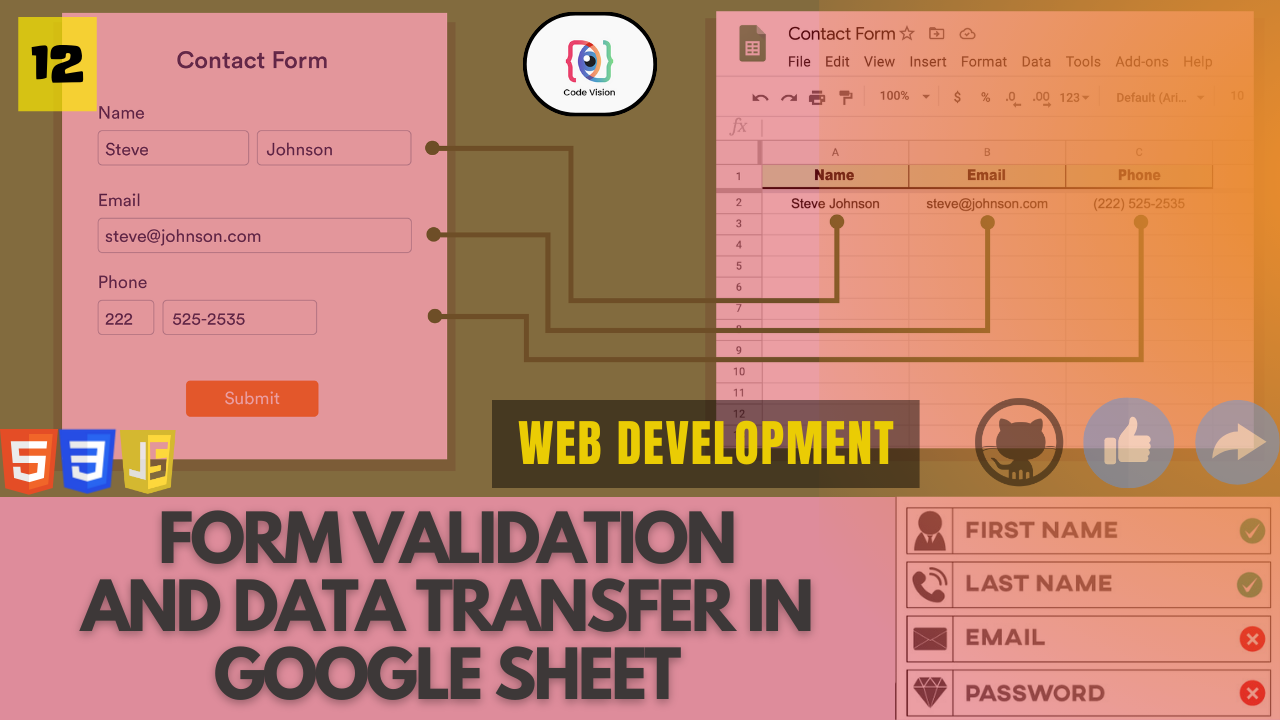 12
Contact Form
Name
Steve Johnson
Email
steve@johnson.com
Phone
222 525-2535
Submit
Code Vision
Contact Form
File Edit View Insert Format Data Tools Add-ons Help
100% $ % .0 .00 123 Default (Ari... 10
fx
A B C
1 Name Email Phone
2 Steve Johnson steve@johnson.com (222) 525-2535
3
4
5
6
7
8
9
10
11
12
WEB DEVELOPMENT
5 3 JS
FORM VALIDATION
AND DATA TRANSFER IN
GOOGLE SHEET
FIRST NAME
LAST NAME
EMAIL
PASSWORD